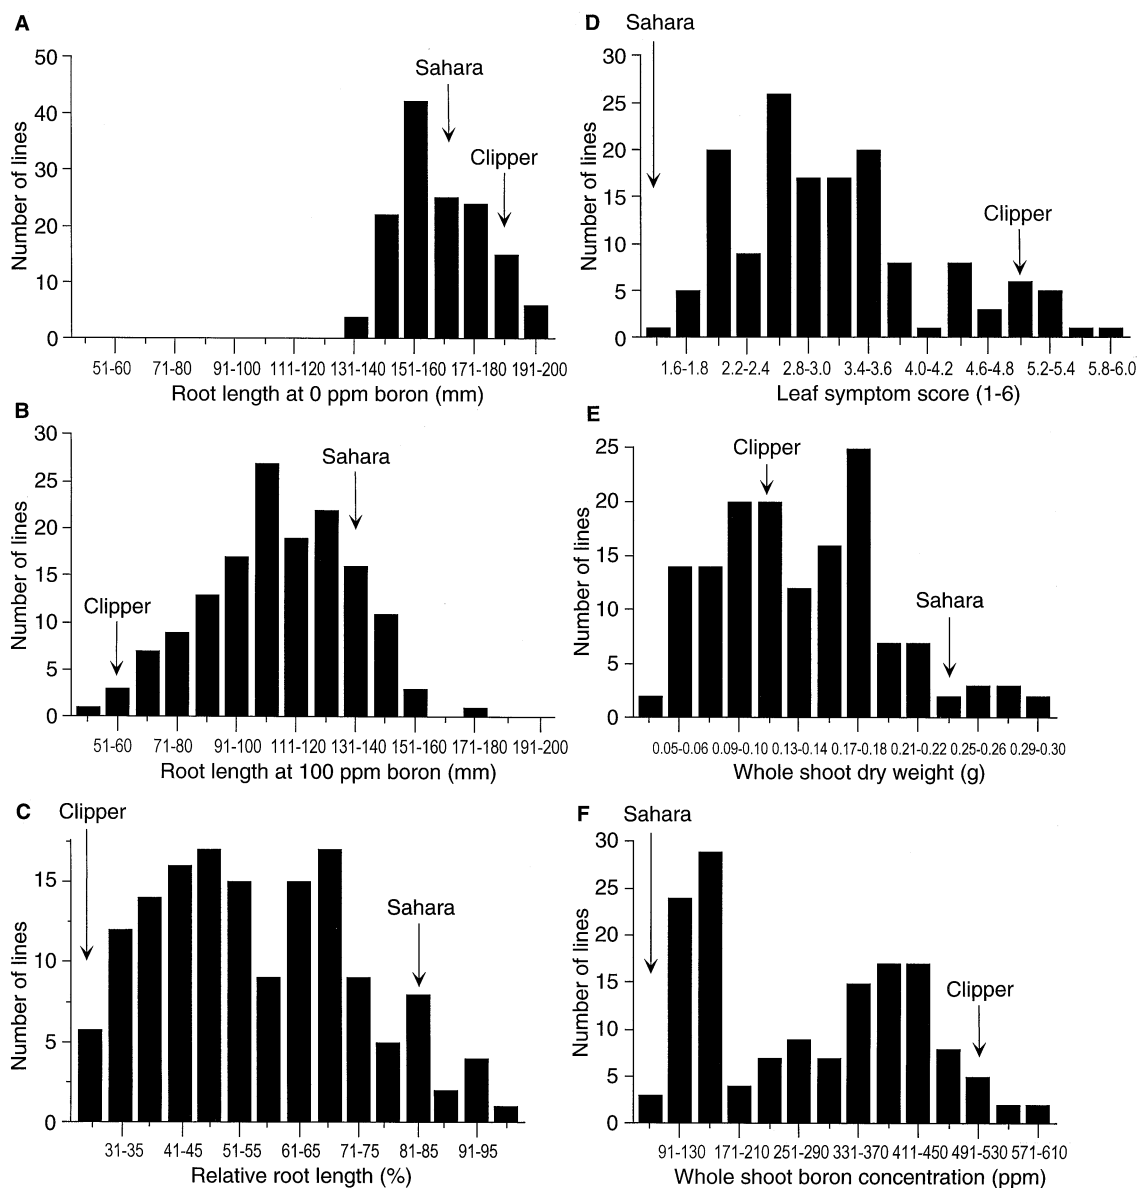 A
Sahara
Clipper
Number of lines
50
40
30
20
10
0
51-60 71-80 91-100 111-120 131-140 151-160 171-180 191-200
Root length at 0 ppm boron (mm)
B
Sahara
Clipper
Number of lines
30
25
20
15
10
5
0
51-60 71-80 91-100 111-120 131-140 151-160 171-180 191-200
Root length at 100 ppm boron (mm)
C
Clipper
Sahara
Number of lines
15
10
5
0
31-35 41-45 51-55 61-65 71-75 81-85 91-95
Relative root length (%)
D
Sahara
Clipper
Number of lines
30
25
20
15
10
5
0
1.6-1.8 2.2-2.4 2.8-3.0 3.4-3.6 4.0-4.2 4.6-4.8 5.2-5.4 5.8-6.0
Leaf symptom score (1-6)
E
Clipper
Sahara
Number of lines
25
20
15
10
5
0
0.05-0.06 0.09-0.10 0.13-0.14 0.17-0.18 0.21-0.22 0.25-0.26 0.29-0.30
Whole shoot dry weight (g)
F
Sahara
Clipper
Number of lines
30
25
20
15
10
5
0
91-130 171-210 251-290 331-370 411-450 491-530 571-610
Whole shoot boron concentration (ppm)